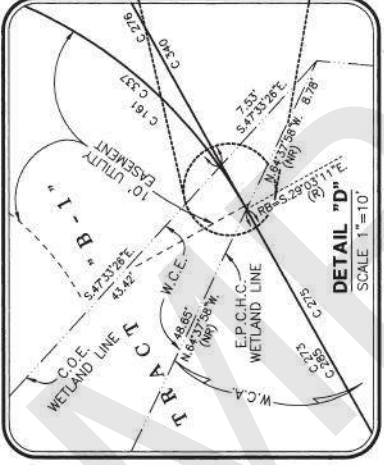 C 276
C 340
C 337
C 161
10' UTILITY
EASEMENT
7.53'
S.47°33'26"E.
N.64°37'58"W.
(NR)
8.78'
"B-1"
S.47°33'26"E.
43.42'
C.O.E.
WETLAND LINE
W.C.E.
TRACT
48.65'
N.64°37'58"W.
(NR)
E.P.C.H.C.
WETLAND LINE
RB=S.29°03'11"E.
(R)
W.C.A.
C 275
C 273
C 285
DETAIL "D"
SCALE 1"=10'